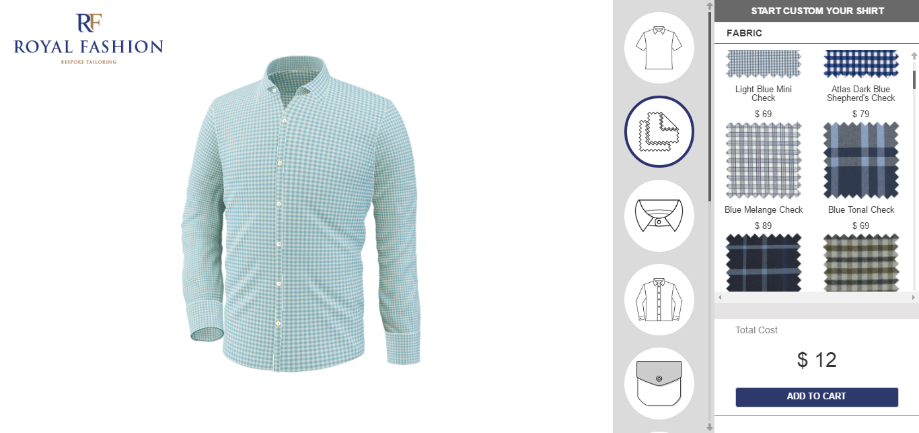 RF
ROYAL FASHION
BESPOKE TAILORING
START CUSTOM YOUR SHIRT
FABRIC
Light Blue Mini
Check
$ 69
Atlas Dark Blue
Shepherd's Check
$ 79
Blue Melange Check
$ 89
Blue Tonal Check
$ 69
Total Cost
$ 12
ADD TO CART